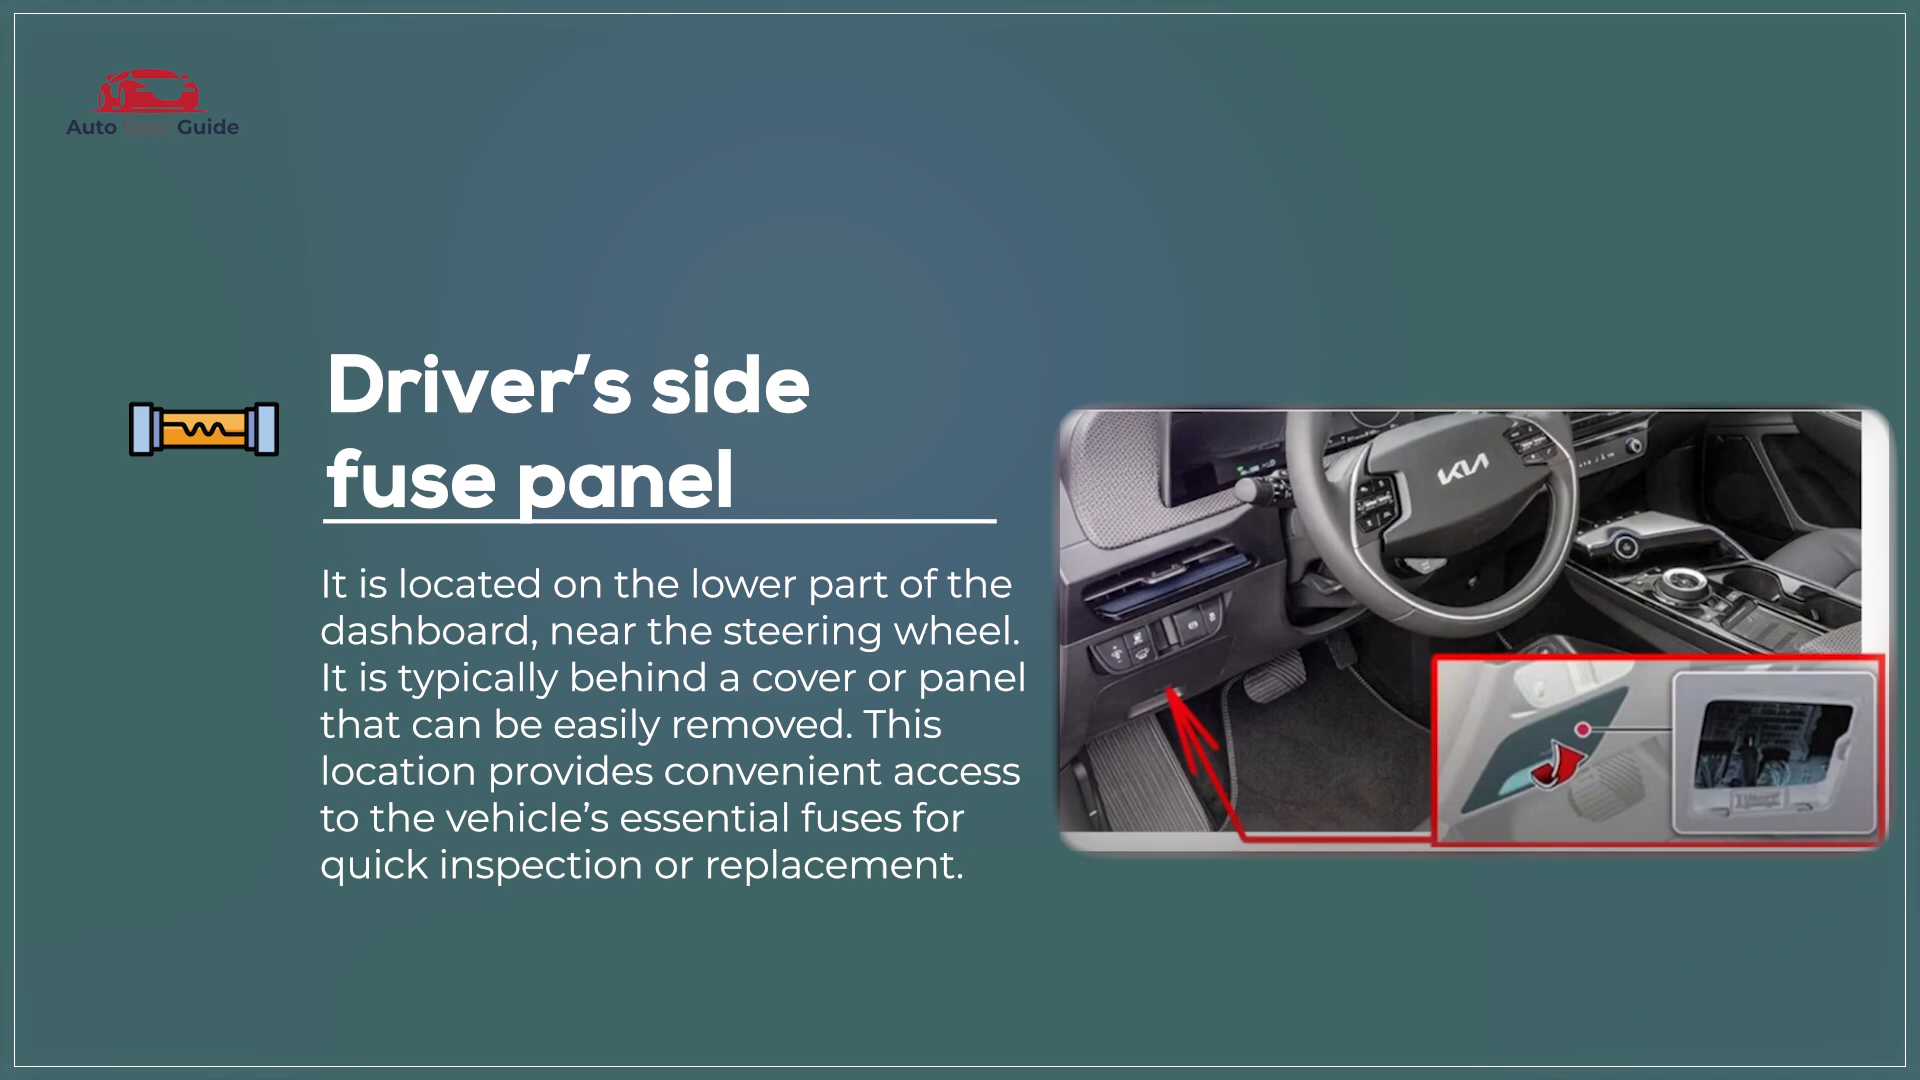 Auto User Guide
Driver’s side
fuse panel
It is located on the lower part of the
dashboard, near the steering wheel.
It is typically behind a cover or panel
that can be easily removed. This
location provides convenient access
to the vehicle’s essential fuses for
quick inspection or replacement.
KIA